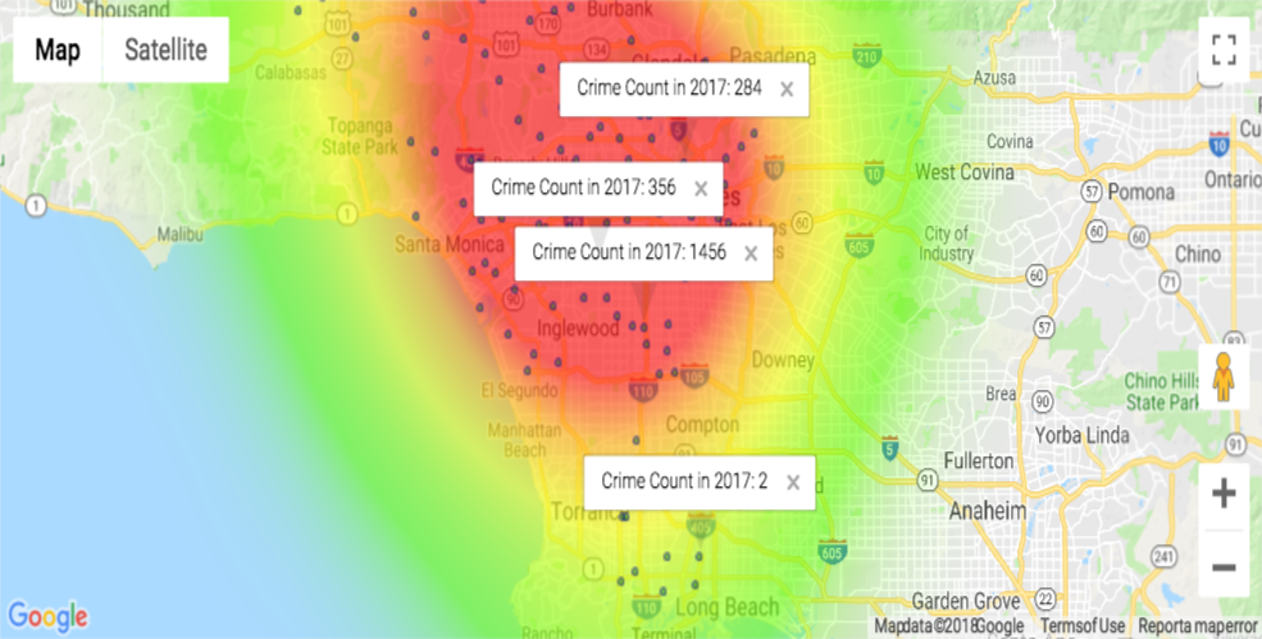 101
Thousand
Map
Satellite
101
170
Burbank
101
134
27
Calabasas
Glendale
Pasadena
210
Azusa
Crime Count in 2017: 284 ×
Topanga
State Park
5
Covina
10
10
10
West Covina
Ontario
Crime Count in 2017: 356 ×
57
Pomona
1
1
Malibu
Santa Monica
60
60
60
605
City of
Industry
Chino
Crime Count in 2017: 1456 ×
60
71
90
Inglewood
57
Downey
El Segundo
110
105
Brea
90
Chino Hills
State Park
Manhattan
Beach
Compton
Yorba Linda
91
5
Fullerton
91
Crime Count in 2017: 2 ×
Torrance
Anaheim
405
605
241
1
110
Long Beach
Garden Grove
22
Rancho
Terminal
Google
Map data ©2018 Google
Terms of Use
Report a map error